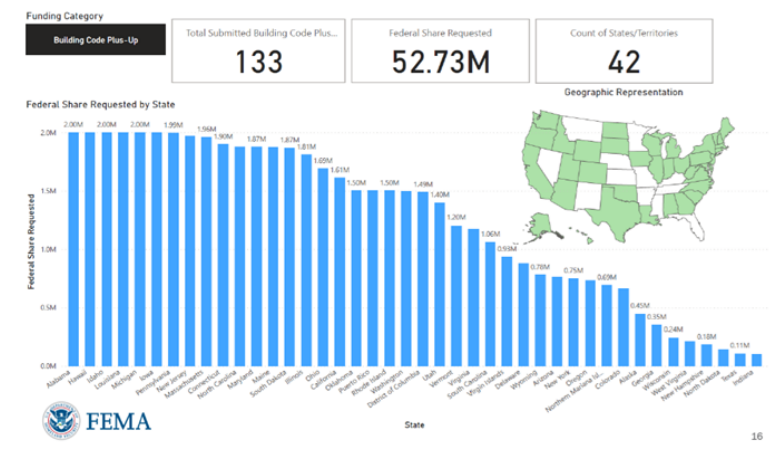 Funding Category
Building Code Plus-Up
Total Submitted Building Code Plus...
133
Federal Share Requested
52.73M
Count of States/Territories
42
Geographic Representation
Federal Share Requested by State
Federal Share Requested
2.0M
1.5M
1.0M
0.5M
0.0M
2.00M
2.00M
2.00M
1.99M
1.96M
1.90M
1.87M
1.87M
1.81M
1.69M
1.61M
1.50M
1.50M
1.49M
1.40M
1.20M
1.06M
0.93M
0.78M
0.75M
0.69M
0.45M
0.35M
0.24M
0.18M
0.11M
Alabama
Hawaii
Idaho
Louisiana
Michigan
Iowa
Pennsylvania
New Jersey
Massachusetts
Connecticut
North Carolina
Maryland
Maine
South Dakota
Illinois
Ohio
California
Oklahoma
Puerto Rico
Rhode Island
Washington
District of Columbia
Utah
Vermont
Virginia
South Carolina
Virgin Islands
Delaware
Wyoming
Arizona
New York
Oregon
Northern Mariana I...
Colorado
Alaska
Georgia
Wisconsin
West Virginia
New Hampshire
North Dakota
Texas
Indiana
State
FEMA
16